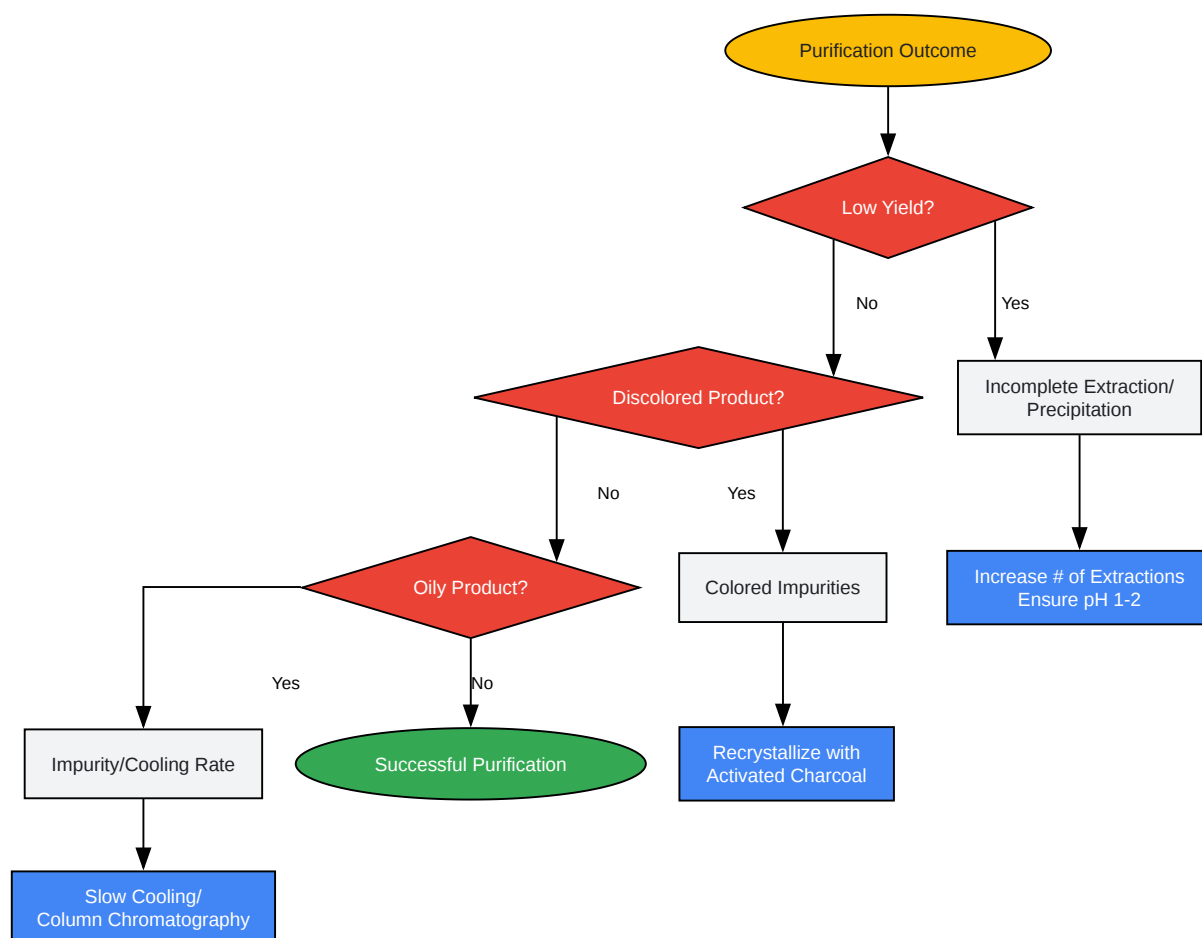 Purification Outcome
Low Yield?
No
Yes
Discolored Product?
Incomplete Extraction/
Precipitation
No
Yes
Oily Product?
Colored Impurities
Increase # of Extractions
Ensure pH 1-2
Yes
No
Impurity/Cooling Rate
Successful Purification
Recrystallize with
Activated Charcoal
Slow Cooling/
Column Chromatography